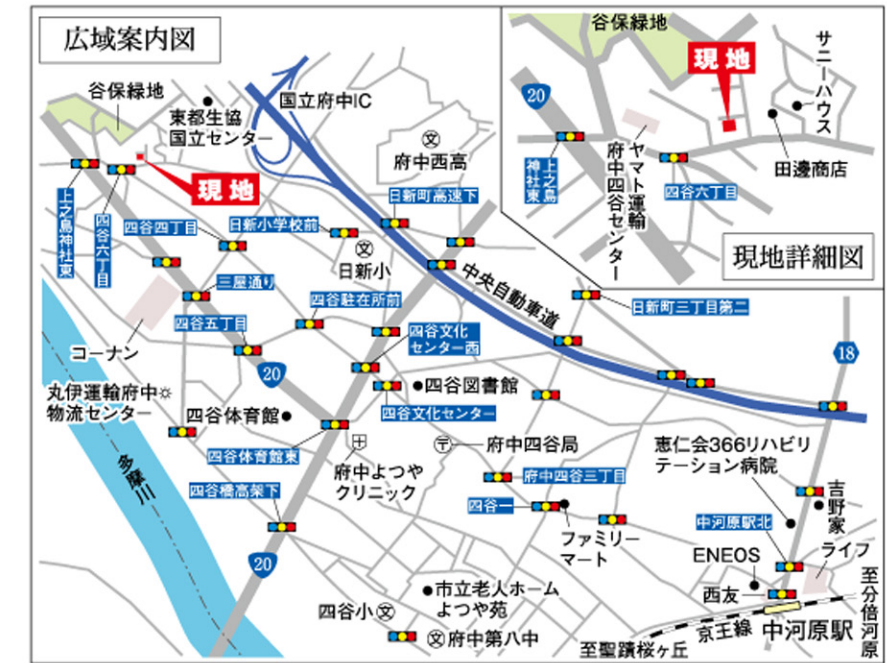 広域案内図
谷保緑地
東都生協
国立センター
国立府中IC
現地
文
府中西高
上之島神社東
四谷六丁目
四谷四丁目
日新小学校前
日新町高速下
文
日新小
三屋通り
四谷駐在所前
中央自動車道
日新町三丁目第二
コーナン
四谷五丁目
20
四谷文化
センター西
18
丸伊運輸府中
物流センター
四谷体育館
四谷図書館
四谷文化センター
四谷体育館東
府中よつや
クリニック
〒
府中四谷局
恵仁会366リハビリ
テーション病院
多摩川
四谷橋高架下
府中四谷三丁目
四谷一
吉野家
中河原駅北
ファミリー
マート
ENEOS
ライフ
20
市立老人ホーム
よつや苑
西友
至分倍河原
四谷小
文
文
府中第八中
至聖蹟桜ヶ丘
京王線
中河原駅
谷保緑地
現地
サニーハウス
20
ヤマト運輸
府中四谷センター
田邊商店
上之島
神社東
四谷六丁目
現地詳細図